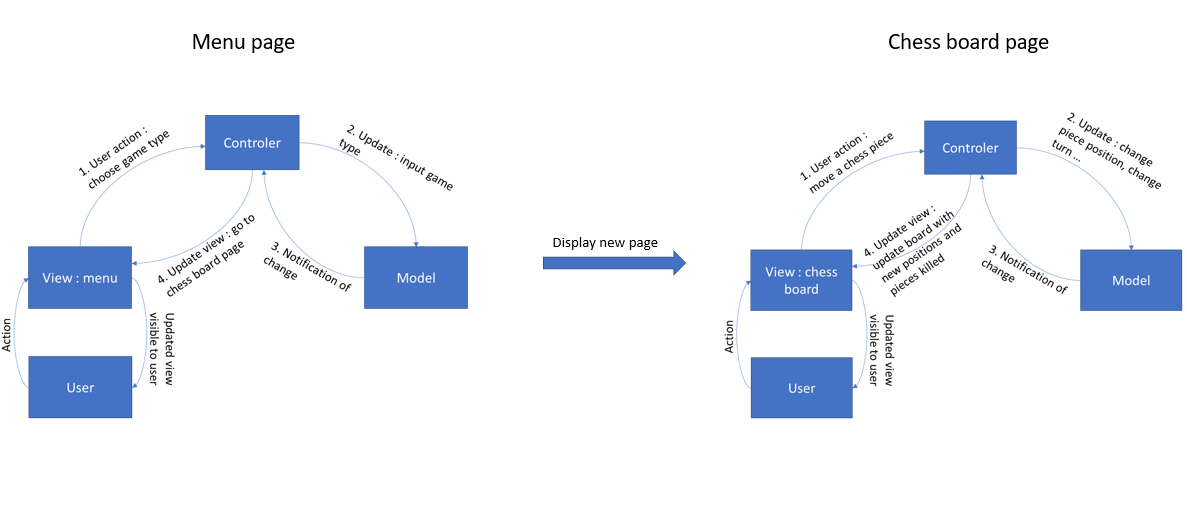 Menu page
Chess board page
1. User action :
choose game type
Controler
2. Update : input game
type
4. Update view : go to
chess board page
3. Notification of
change
View : menu
Model
Action
Updated view
visible to user
User
Display new page
1. User action :
move a chess piece
Controler
2. Update : change
piece position, change
turn ...
4. Update view :
update board with
new positions and
pieces killed
3. Notification of
change
View : chess
board
Model
Action
Updated view
visible to user
User